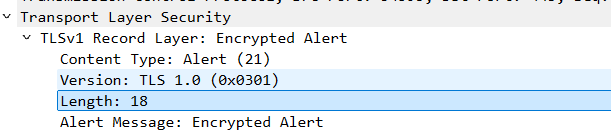 Transport Layer Security
TLSv1 Record Layer: Encrypted Alert
Content Type: Alert (21)
Version: TLS 1.0 (0x0301)
Length: 18
Alert Message: Encrypted Alert